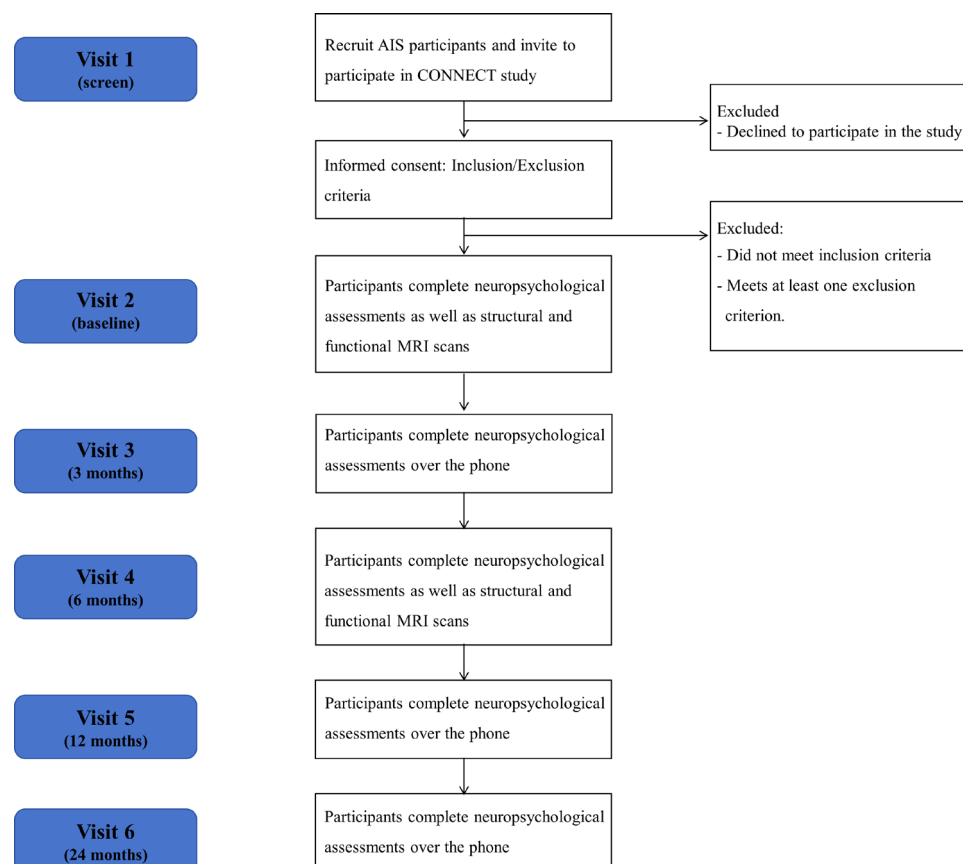 Visit 1
(screen)
Recruit AIS participants and invite to
participate in CONNECT study
Excluded
- Declined to participate in the study
Informed consent: Inclusion/Exclusion
criteria
Excluded:
- Did not meet inclusion criteria
- Meets at least one exclusion
criterion.
Visit 2
(baseline)
Participants complete neuropsychological
assessments as well as structural and
functional MRI scans
Visit 3
(3 months)
Participants complete neuropsychological
assessments over the phone
Visit 4
(6 months)
Participants complete neuropsychological
assessments as well as structural and
functional MRI scans
Visit 5
(12 months)
Participants complete neuropsychological
assessments over the phone
Visit 6
(24 months)
Participants complete neuropsychological
assessments over the phone